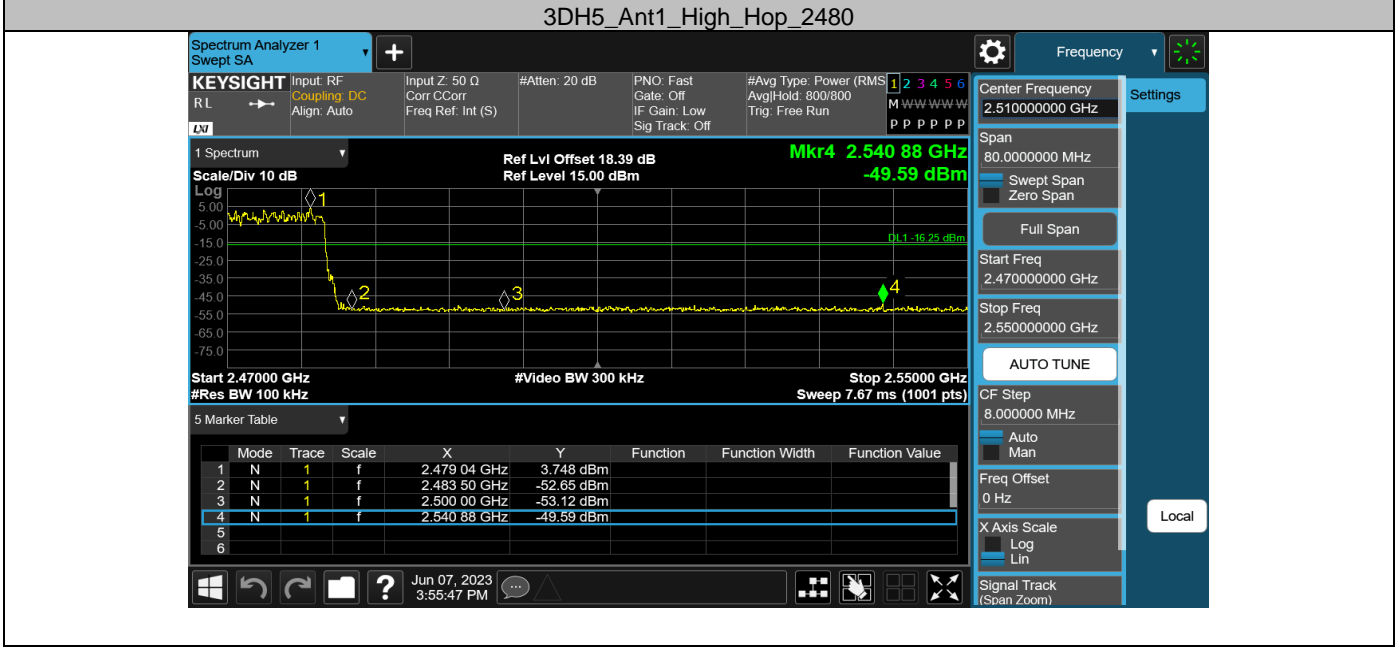 3DH5_Ant1_High_Hop_2480
Spectrum Analyzer 1
Swept SA
Frequency
KEYSIGHT
R L
LXI
Input: RF
Coupling: DC
Align: Auto
Input Z: 50 Ω
Corr CCorr
Freq Ref: Int (S)
#Atten: 20 dB
PNO: Fast
Gate: Off
IF Gain: Low
Sig Track: Off
#Avg Type: Power (RMS
Avg|Hold: 800/800
Trig: Free Run
1 2 3 4 5 6
M W W W W W
P P P P P P
1 Spectrum
Scale/Div 10 dB
Ref Lvl Offset 18.39 dB
Ref Level 15.00 dBm
Mkr4 2.540 88 GHz
-49.59 dBm
Log
5.00
-5.00
-15.0
-25.0
-35.0
-45.0
-55.0
-65.0
-75.0
1
2
3
4
DL1 -16.25 dBm
Start 2.47000 GHz
#Video BW 300 kHz
Stop 2.55000 GHz
#Res BW 100 kHz
Sweep 7.67 ms (1001 pts)
5 Marker Table
Mode Trace Scale X Y Function Function Width Function Value
1 N 1 f 2.479 04 GHz 3.748 dBm
2 N 1 f 2.483 50 GHz -52.65 dBm
3 N 1 f 2.500 00 GHz -53.12 dBm
4 N 1 f 2.540 88 GHz -49.59 dBm
5
6
?
Jun 07, 2023
3:55:47 PM
Center Frequency
2.510000000 GHz
Span
80.0000000 MHz
Swept Span
Zero Span
Full Span
Start Freq
2.470000000 GHz
Stop Freq
2.550000000 GHz
AUTO TUNE
CF Step
8.000000 MHz
Auto
Man
Freq Offset
0 Hz
X Axis Scale
Log
Lin
Signal Track
(Span Zoom)
Settings
Local